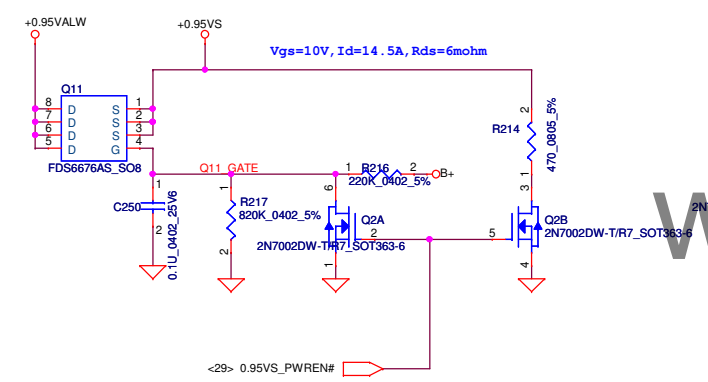 +0.95VALW
+0.95VS
Vgs=10V,Id=14.5A,Rds=6mohm
Q11
8 D S 1
7 D S 2
6 D S 3
5 D G 4
FDS6676AS_SO8
2
R214
470_0805_5%
1
Q11_GATE
1 R216 2
220K_0402_5%
B+
1
C250
2
0.1U_0402_25V6
1
R217
820K_0402_5%
2
6
Q2A
2
2N7002DW-T/R7_SOT363-6
1
3
Q2B
5
2N7002DW-T/R7_SOT363-6
4
2N7
W
<29> 0.95VS_PWREN#